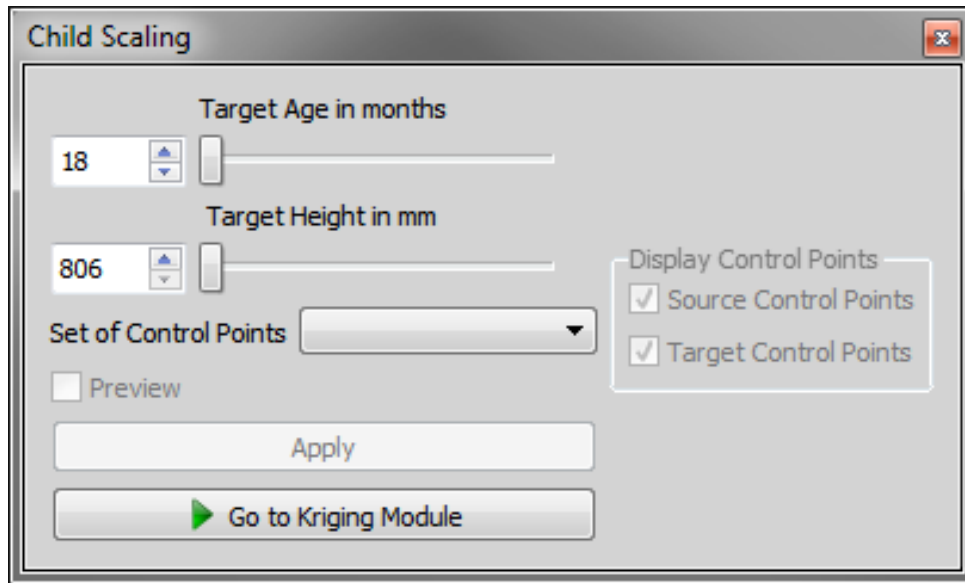 Child Scaling
Target Age in months
18
Target Height in mm
806
Set of Control Points
Preview
Apply
Go to Kriging Module
Display Control Points
Source Control Points
Target Control Points